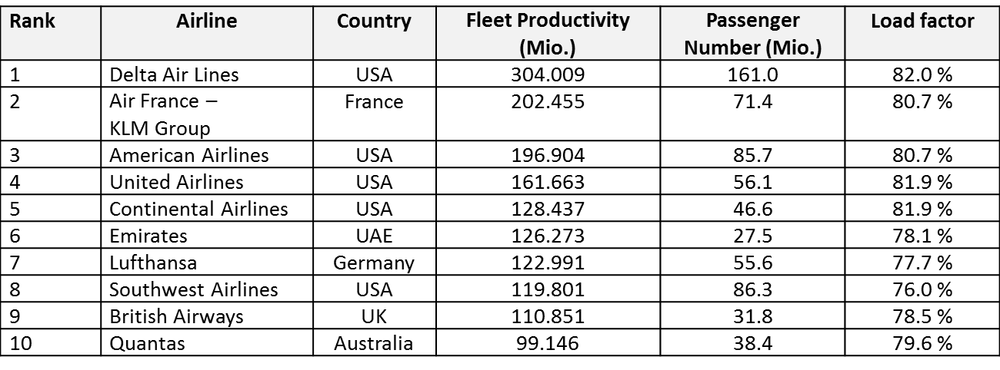 Rank Airline Country Fleet Productivity (Mio.) Passenger Number (Mio.) Load factor
1 Delta Air Lines USA 304.009 161.0 82.0 %
2 Air France – France 202.455 71.4 80.7 %
KLM Group
3 American Airlines USA 196.904 85.7 80.7 %
4 United Airlines USA 161.663 56.1 81.9 %
5 Continental Airlines USA 128.437 46.6 81.9 %
6 Emirates UAE 126.273 27.5 78.1 %
7 Lufthansa Germany 122.991 55.6 77.7 %
8 Southwest Airlines USA 119.801 86.3 76.0 %
9 British Airways UK 110.851 31.8 78.5 %
10 Quantas Australia 99.146 38.4 79.6 %